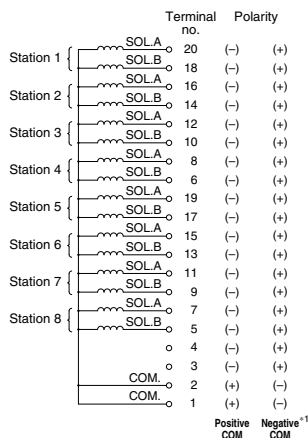 Terminal no. Polarity
Station 1 SOL.A 20 (–) (+)
SOL.B 18 (–) (+)
Station 2 SOL.A 16 (–) (+)
SOL.B 14 (–) (+)
Station 3 SOL.A 12 (–) (+)
SOL.B 10 (–) (+)
Station 4 SOL.A 8 (–) (+)
SOL.B 6 (–) (+)
Station 5 SOL.A 19 (–) (+)
SOL.B 17 (–) (+)
Station 6 SOL.A 15 (–) (+)
SOL.B 13 (–) (+)
Station 7 SOL.A 11 (–) (+)
SOL.B 9 (–) (+)
Station 8 SOL.A 7 (–) (+)
SOL.B 5 (–) (+)
4 (–) (+)
3 (–) (+)
COM. 2 (+) (–)
COM. 1 (+) (–)
Positive COM Negative*1 COM